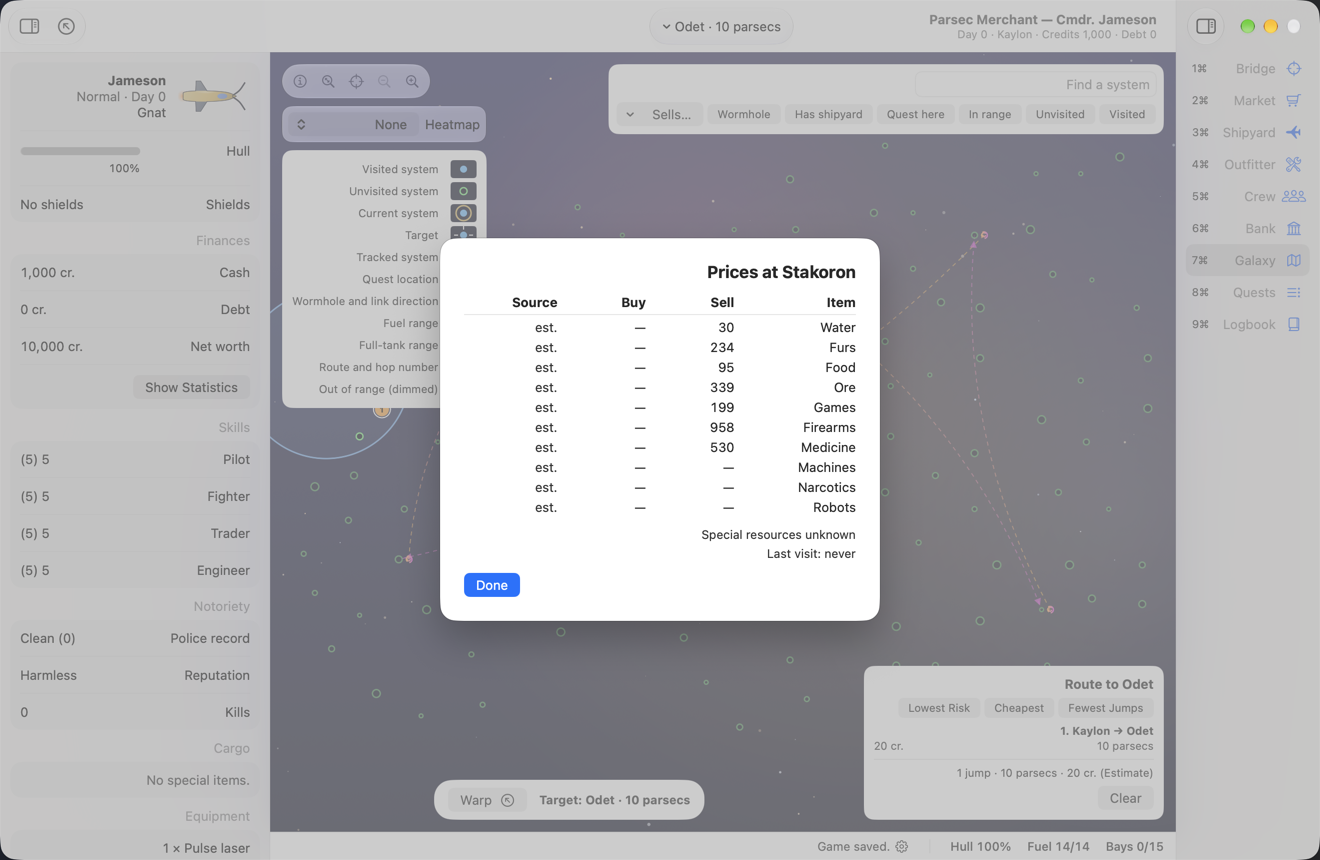 Odet · 10 parsecs
Parsec Merchant — Cmdr. Jameson
Day 0 · Kaylon · Credits 1,000 · Debt 0
Jameson
Normal · Day 0
Gnat
Hull
100%
Shields
No shields
Finances
Cash
1,000 cr.
Debt
0 cr.
Net worth
10,000 cr.
Show Statistics
Skills
Pilot
(5) 5
Fighter
(5) 5
Trader
(5) 5
Engineer
(5) 5
Notoriety
Police record
Clean (0)
Reputation
Harmless
Kills
0
Cargo
No special items.
Equipment
1 × Pulse laser
Heatmap
None
Visited system
Unvisited system
Current system
Target
Tracked system
Quest location
Wormhole and link direction
Fuel range
Full-tank range
Route and hop number
Out of range (dimmed)
1
Find a system
Sells... Wormhole Has shipyard Quest here In range Unvisited Visited
Prices at Stakoron
Source Buy Sell Item
est. — 30 Water
est. — 234 Furs
est. — 95 Food
est. — 339 Ore
est. — 199 Games
est. — 958 Firearms
est. — 530 Medicine
est. — — Machines
est. — — Narcotics
est. — — Robots
Special resources unknown
Last visit: never
Done
Route to Odet
Lowest Risk Cheapest Fewest Jumps
1. Kaylon → Odet
20 cr. 10 parsecs
1 jump · 10 parsecs · 20 cr. (Estimate)
Clear
Warp
Target: Odet · 10 parsecs
Game saved.
Hull 100% Fuel 14/14 Bays 0/15
1⌘ Bridge
2⌘ Market
3⌘ Shipyard
4⌘ Outfitter
5⌘ Crew
6⌘ Bank
7⌘ Galaxy
8⌘ Quests
9⌘ Logbook